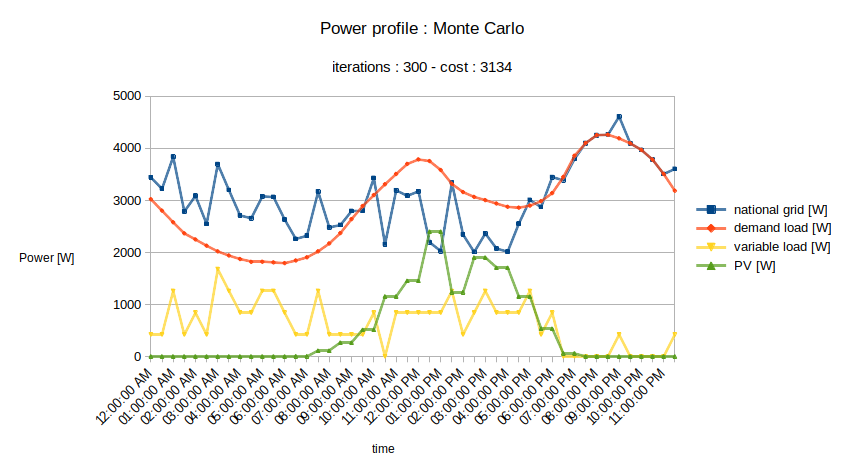 Power profile : Monte Carlo
iterations : 300 - cost : 3134
5000
4000
3000
2000
1000
0
Power [W]
national grid [W]
demand load [W]
variable load [W]
PV [W]
12:00:00 AM
01:00:00 AM
02:00:00 AM
03:00:00 AM
04:00:00 AM
05:00:00 AM
06:00:00 AM
07:00:00 AM
08:00:00 AM
09:00:00 AM
10:00:00 AM
11:00:00 AM
12:00:00 PM
01:00:00 PM
02:00:00 PM
03:00:00 PM
04:00:00 PM
05:00:00 PM
06:00:00 PM
07:00:00 PM
08:00:00 PM
09:00:00 PM
10:00:00 PM
11:00:00 PM
time